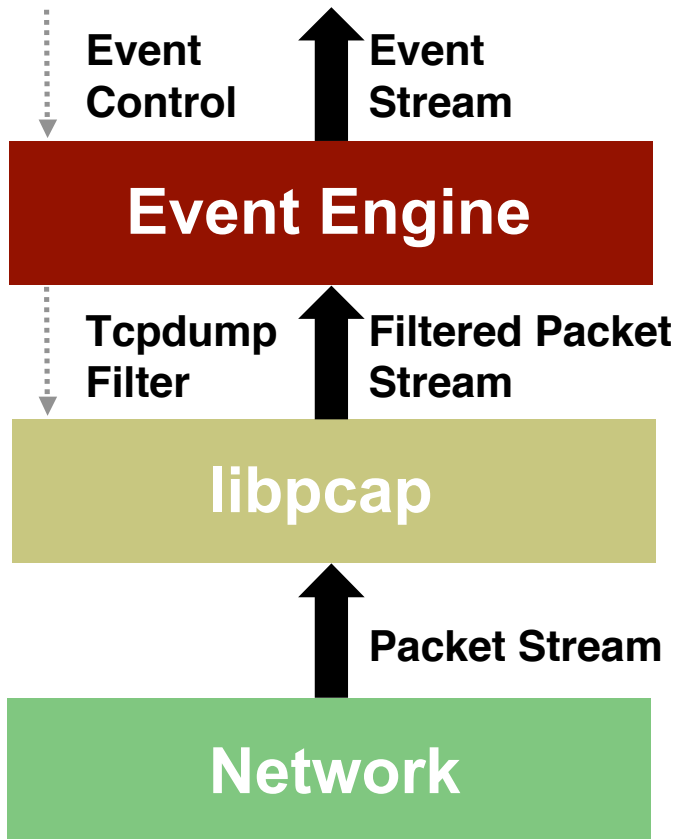 Event
Control
Event
Stream
Event Engine
Tcpdump
Filter
Filtered Packet
Stream
libpcap
Packet Stream
Network